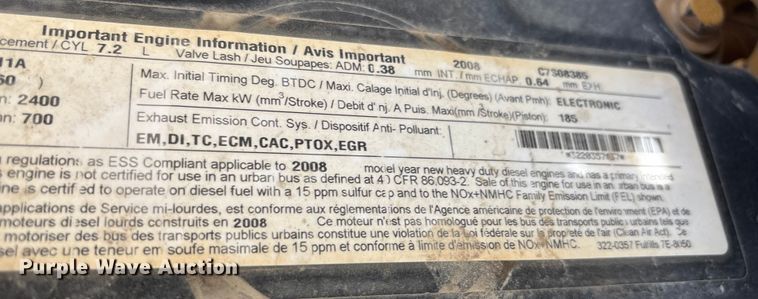 Important Engine Information / Avis Important
cement / CYL 7.2 L Valve Lash / Jeu Soupapes: ADM: 0.38 mm INT. / mm ECHAP. 0.64 mm EXH
2008 C7S08385
11A
Max. Initial Timing Deg. BTDC / Maxi. Calage Initial d'Inj. (Degrees) (Avant Pmh): ELECTRONIC
60 )
Fuel Rate Max kW (mm³/Stroke) / Debit d' nj. A Puis. Maxi(mm³/Stroke)(Piston): 185
n: 2400
Exhaust Emission Cont. Sys. / Dispositif Anti- Polluant:
an: 700
EM,DI,TC,ECM,CAC,PTOX,EGR
regulations as ESS Compliant applicable to 2008 model year new heavy duty diesel engines and has a primary intended
s engine is not certified for use in an urban bus as defined at 40 CFR 86.093-2. Sale of this engine for use in an urban bus is a
ine is certified to operate on diesel fuel with a 15 ppm sulfur cap and to the NOx+NMHC Family Emission Limit (FEL) shown.
applications de Service mi-lourdes, est conforme aux réglementations de l'Agence américaine de protection de l'environment (EPA) et de
moteurs diesel lourds construits en 2008 Ce moteur n'est pas homologué pour les bus des transports publics urbains tels que
motoriser des bus des transports publics urbains constitue une violation de la Loi fédérale sur la propreté de l'air (Clean Air Act). Ce
sel avec une teneur em soufre maximale de 15 ppm et conforme à limite d'émission de NOx+NMHC. 322-0357
Purple Wave Auction